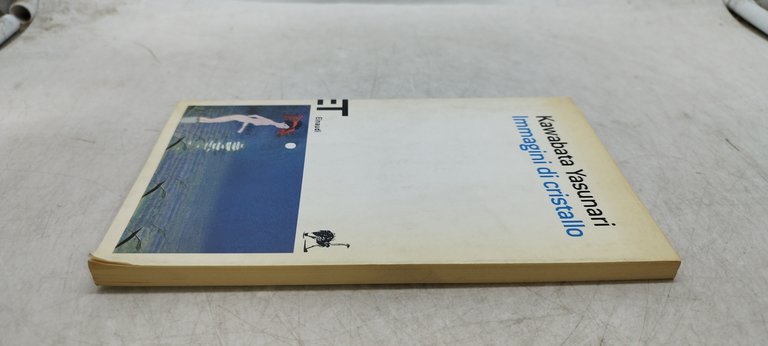 Kawabata Yasunari
Immagini di cristallo
ET
Einaudi